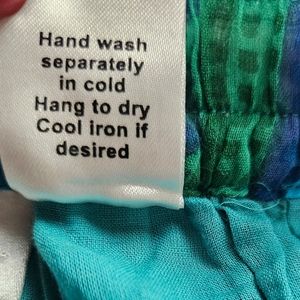 Hand wash
separately
in cold
Hang to dry
Cool iron if
desired